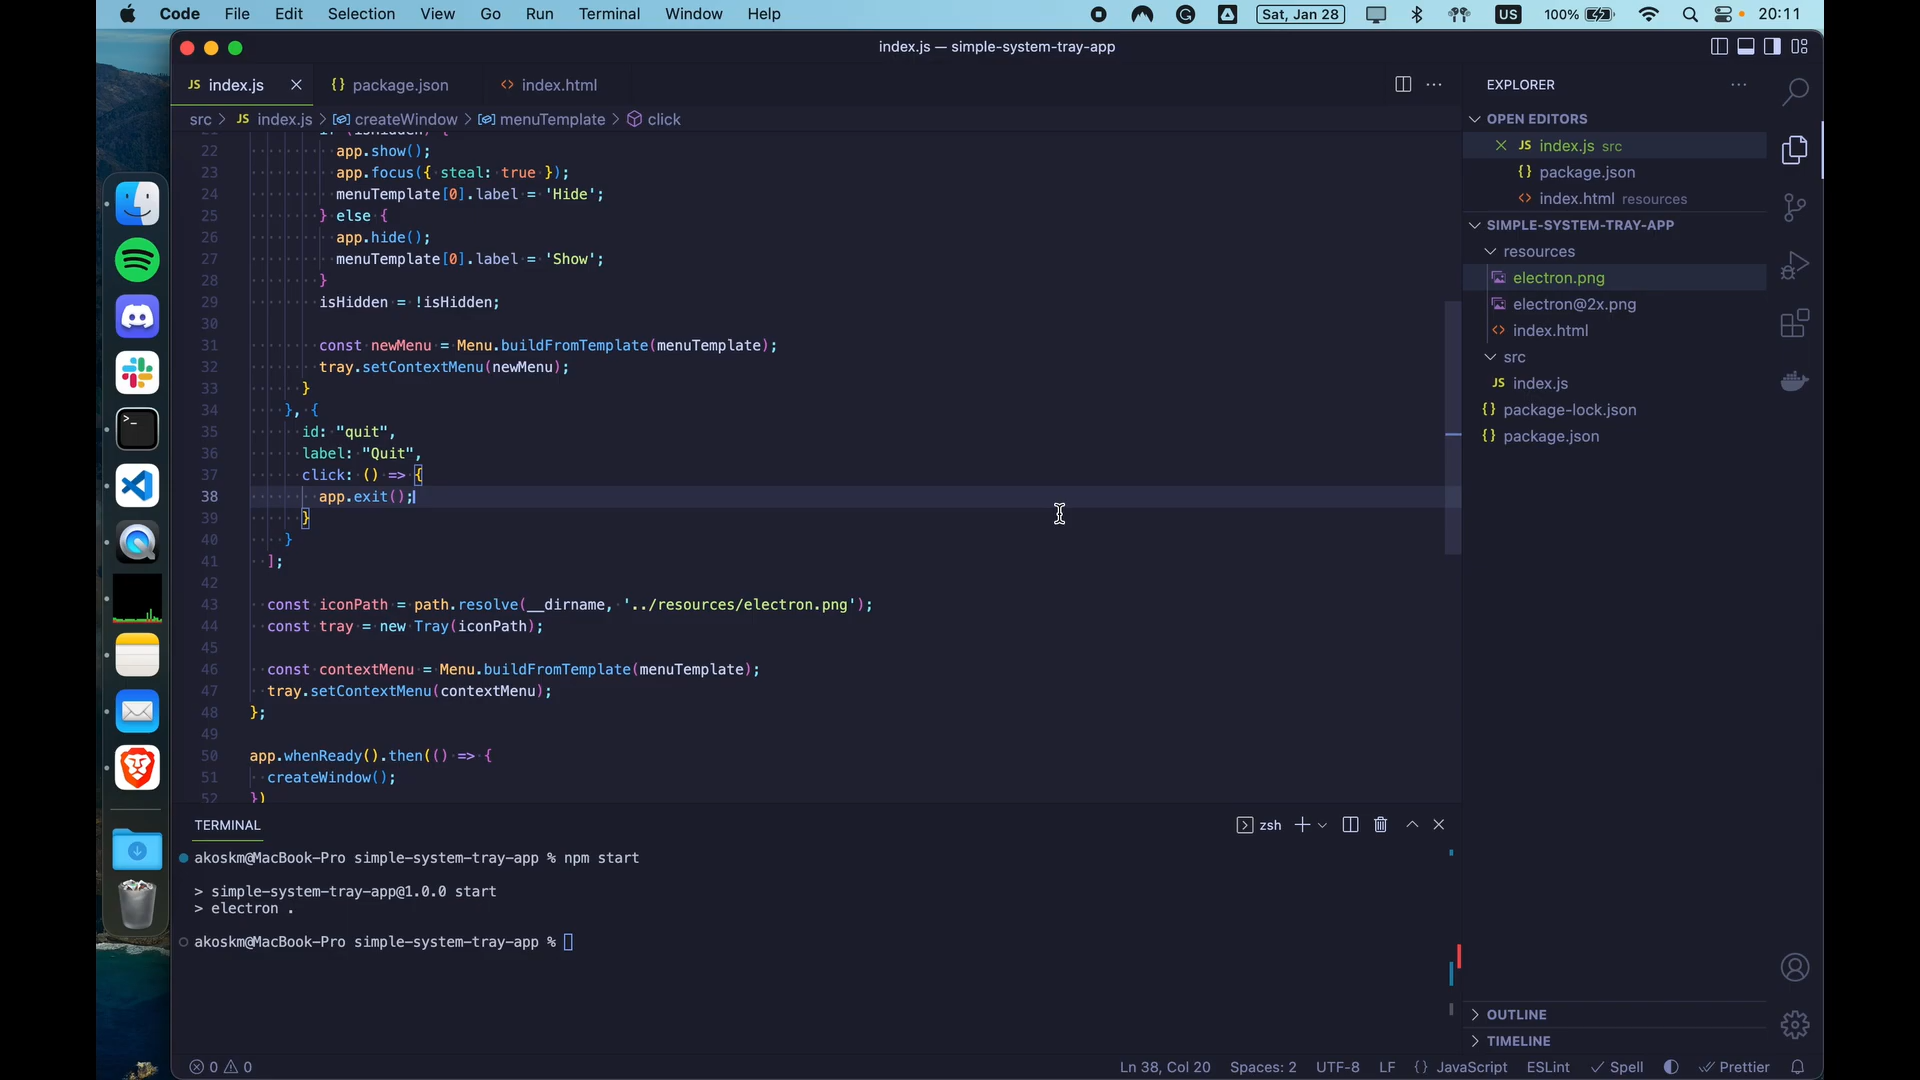 Code File Edit Selection View Go Run Terminal Window Help US 100% Sat, Jan 28 20:11
index.js — simple-system-tray-app
JS index.js {} package.json <> index.html
src > JS index.js > createWindow > menuTemplate > click
22 app.show();
23 app.focus({ steal: true });
24 menuTemplate[0].label = 'Hide';
25 } else {
26 app.hide();
27 menuTemplate[0].label = 'Show';
28 }
29 isHidden = !isHidden;
30
31 const newMenu = Menu.buildFromTemplate(menuTemplate);
32 tray.setContextMenu(newMenu);
33 }
34 }, {
35 id: "quit",
36 label: "Quit",
37 click: () => {
38 app.exit();
39 }
40 }
41 ];
42
43 const iconPath = path.resolve(__dirname, '../resources/electron.png');
44 const tray = new Tray(iconPath);
45
46 const contextMenu = Menu.buildFromTemplate(menuTemplate);
47 tray.setContextMenu(contextMenu);
48 };
49
50 app.whenReady().then(() => {
51 createWindow();
52 })
TERMINAL
zsh
akoskm@MacBook-Pro simple-system-tray-app % npm start
> simple-system-tray-app@1.0.0 start
> electron .
akoskm@MacBook-Pro simple-system-tray-app %
EXPLORER
OPEN EDITORS
JS index.js src
{} package.json
<> index.html resources
SIMPLE-SYSTEM-TRAY-APP
resources
electron.png
electron@2x.png
<> index.html
src
JS index.js
{} package-lock.json
{} package.json
OUTLINE
TIMELINE
0 0 Ln 38, Col 20 Spaces: 2 UTF-8 LF {} JavaScript ESLint Spell Prettier